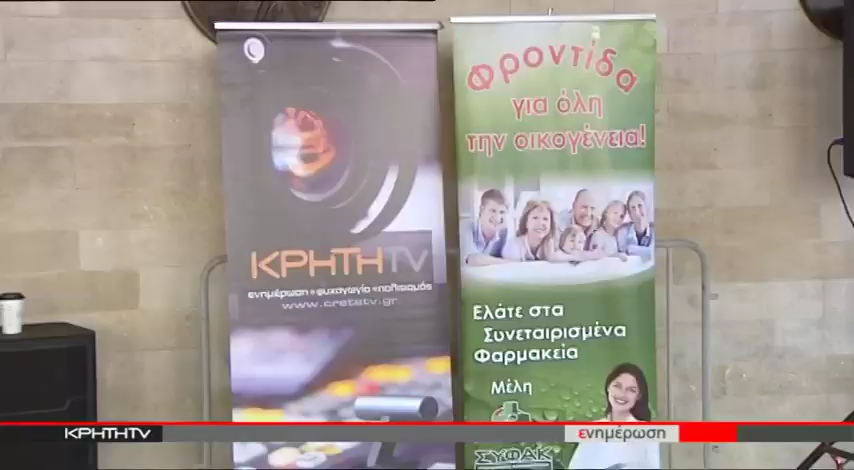 ΚΡΗΤΗTV
ενημέρωση • ψυχαγωγία • πολιτισμός
www.cretetv.gr
Φροντίδα
για όλη
την οικογένεια!
Ελάτε στα
Συνεταιρισμένα
Φαρμακεία
Μέλη
ΣΥΦΑΚ
ΚΡΗΤΗTV
ενημέρωση